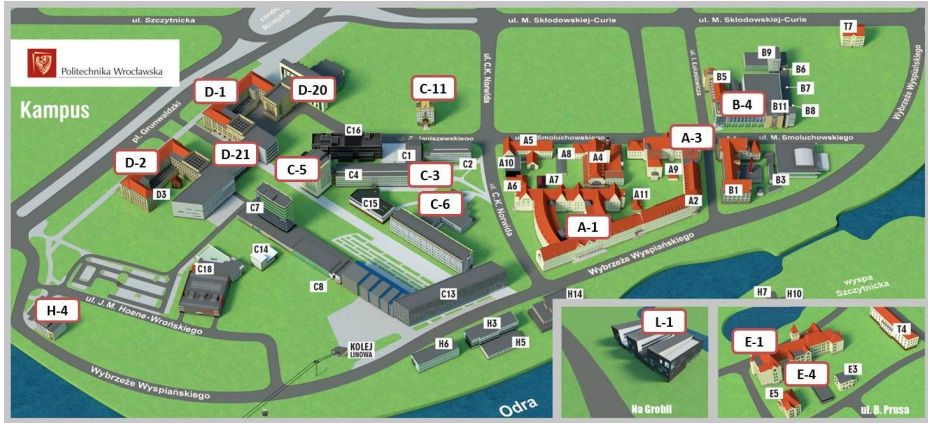 ul. Szczytnicka
rondo
Reagana
ul. M. Skłodowskiej-Curie
ul. M. Skłodowskiej-Curie
T7
Politechnika Wrocławska
Kampus
pl. Grunwaldzki
ul. C.K. Norwida
ul. Ł. Łukasiewicza
Wybrzeże Wyspiańskiego
B9
B6
B5
B7
B-4
B11
B8
D-1
D-20
C-11
C16
ul. Smoluchowskiego
A-3
ul. M. Smoluchowskiego
D-2
D-21
C-5
C1
C2
C4
C-3
A5
A10
A8
A4
A9
B3
D3
C7
C15
C-6
A6
A7
A11
A2
B1
ul. C.K. Norwida
A-1
Wybrzeże Wyspiańskiego
C14
C18
C8
C13
wyspa
Szczytnicka
H-4
ul. J. M. Hoene-Wrońskiego
H14
H7
H10
KOLEJ
LINOWA
H3
H6
H5
Wybrzeże Wyspiańskiego
Odra
L-1
Na Grobli
E-1
T4
E-4
E3
E5
ul. B. Prusa